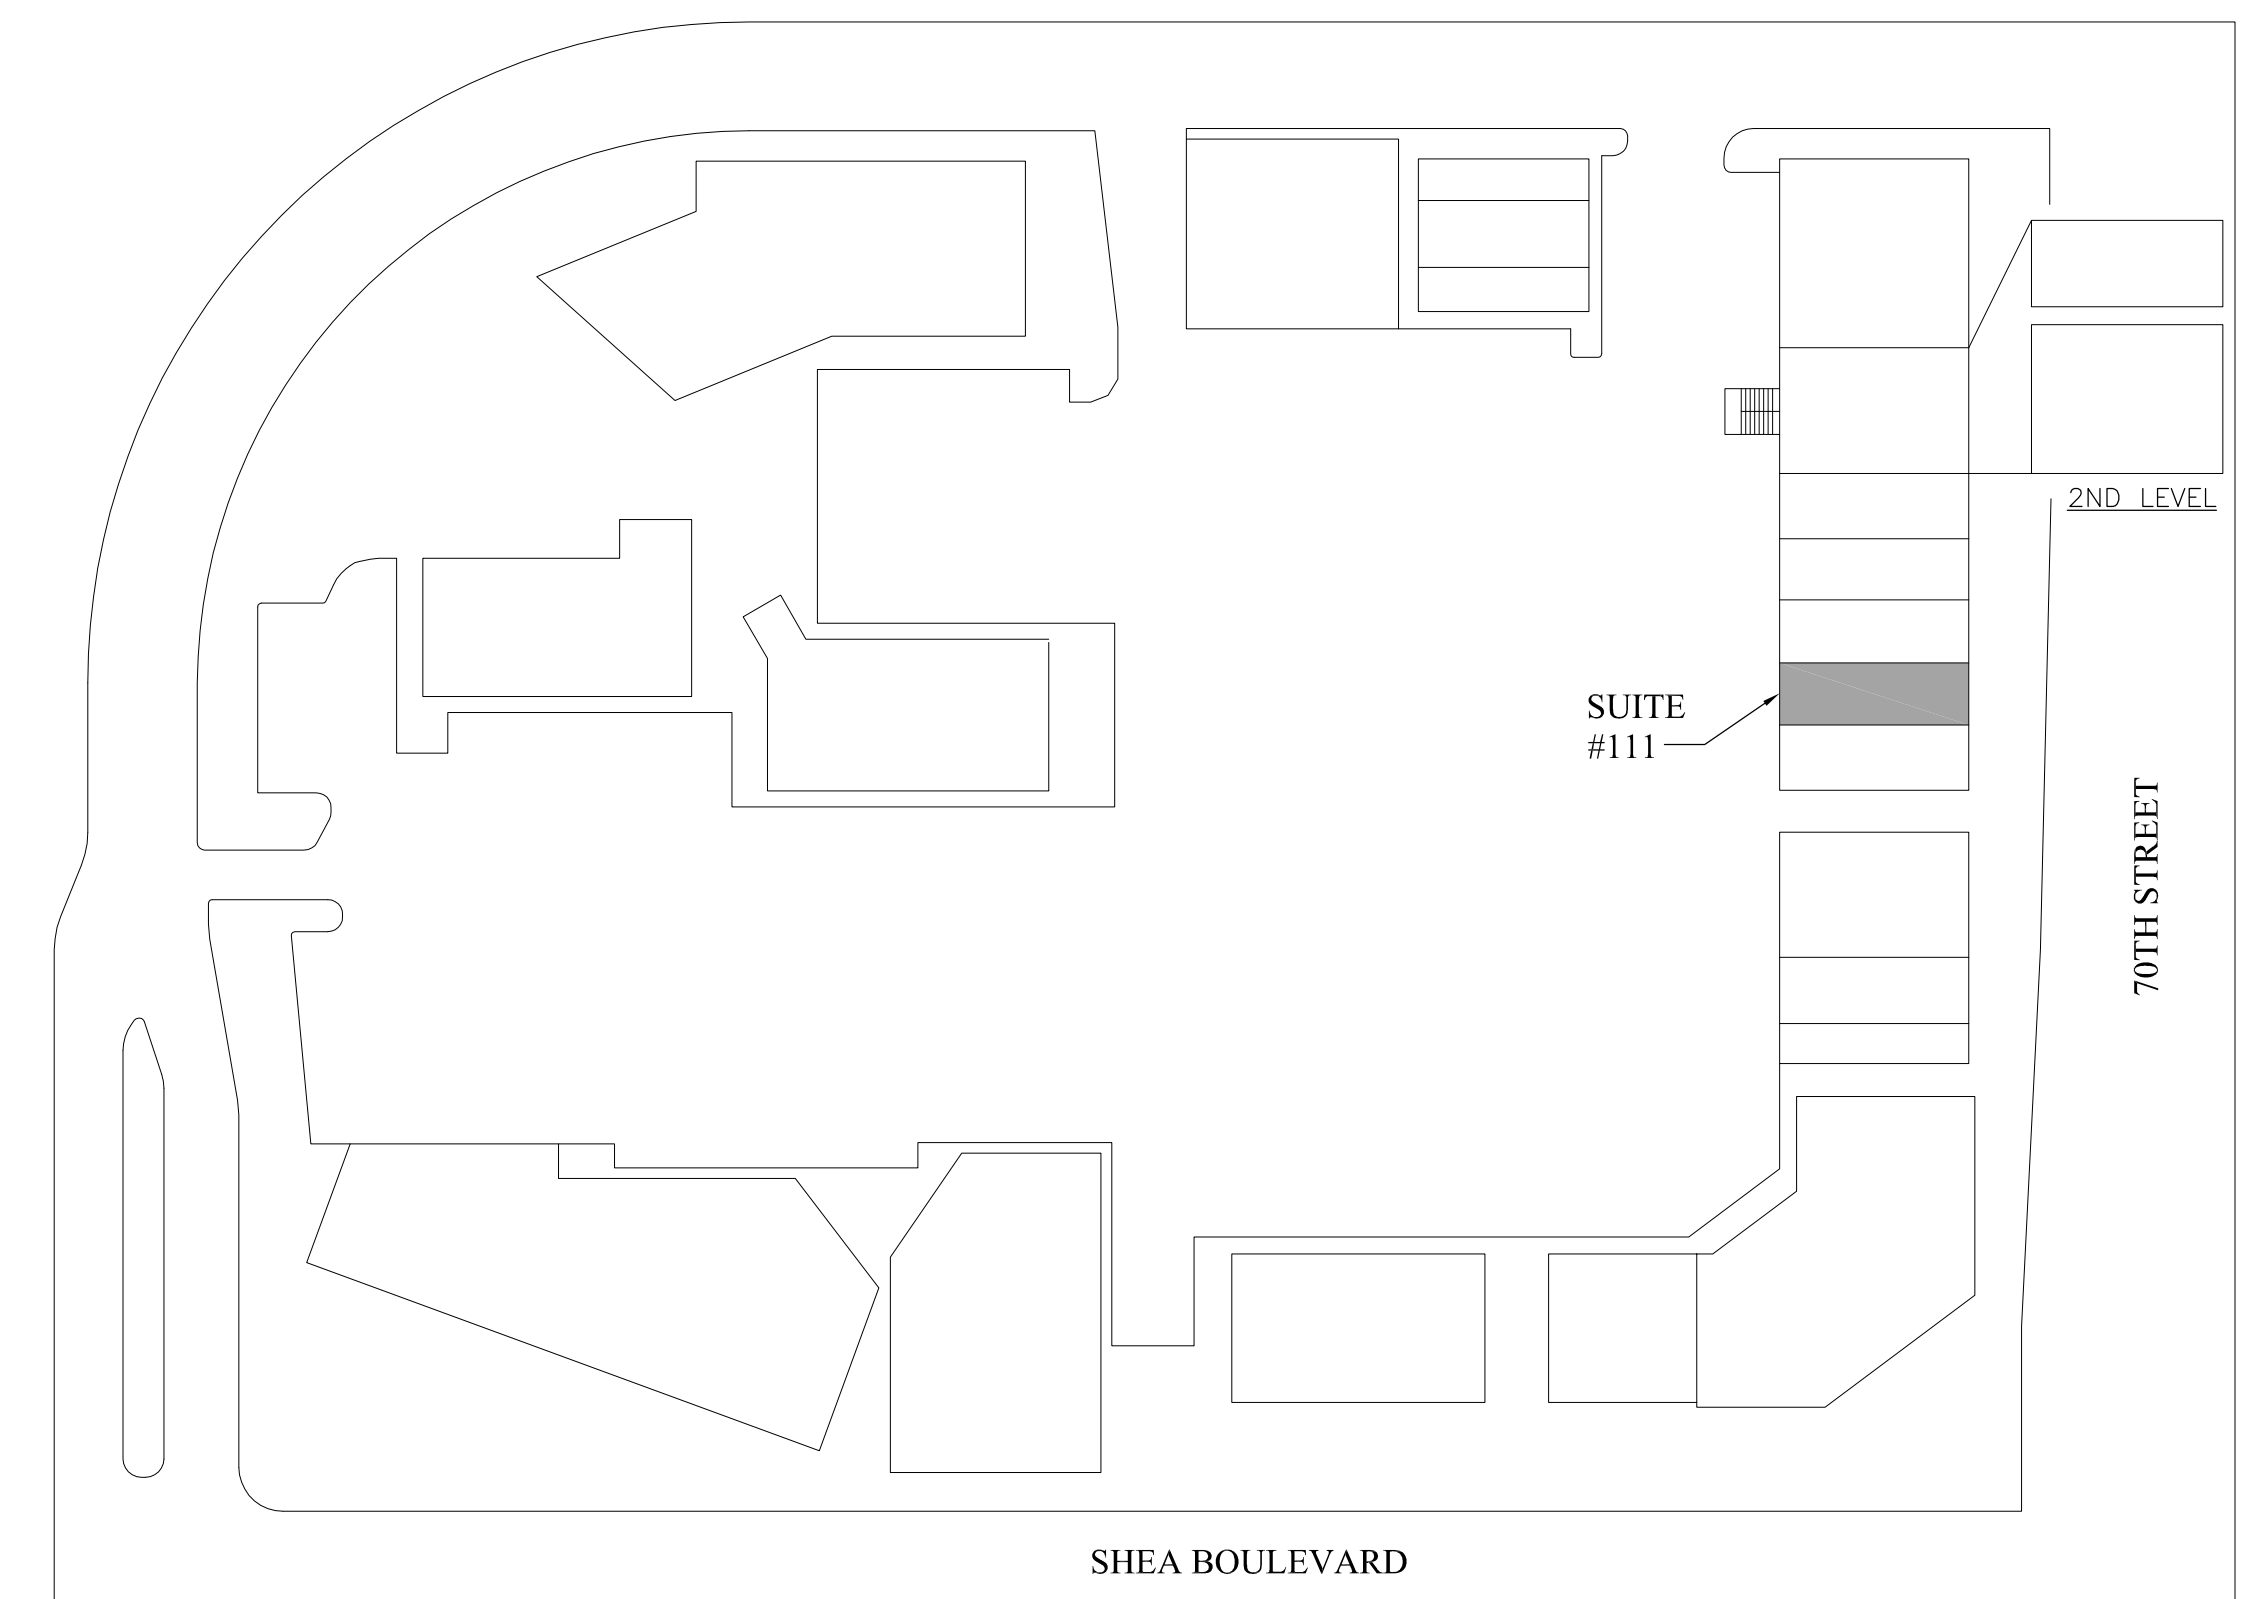 2ND LEVEL
SUITE
#111
70TH STREET
SHEA BOULEVARD